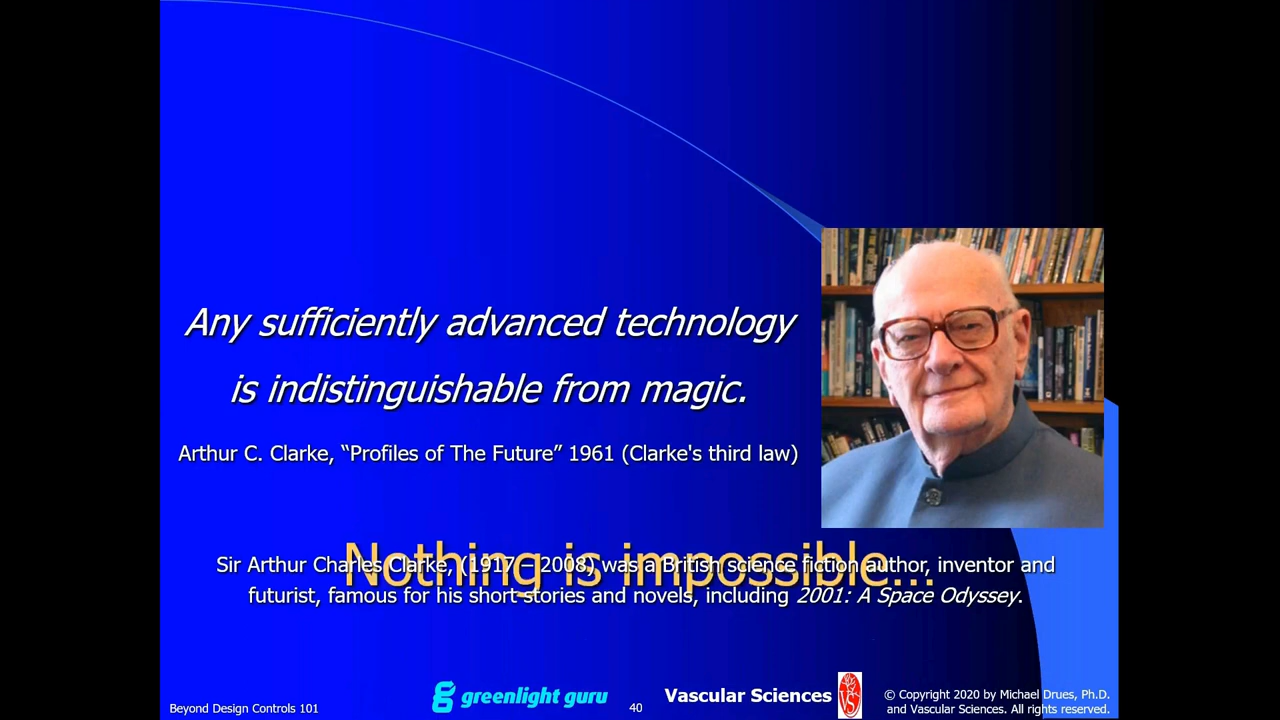 Any sufficiently advanced technology
is indistinguishable from magic.
Arthur C. Clarke, “Profiles of The Future” 1961 (Clarke's third law)
Nothing is impossible...
Sir Arthur Charles Clarke, (1917 – 2008) was a British science fiction author, inventor and
futurist, famous for his short stories and novels, including 2001: A Space Odyssey.
Beyond Design Controls 101
greenlight guru
40
Vascular Sciences
VS
© Copyright 2020 by Michael Drues, Ph.D.
and Vascular Sciences. All rights reserved.